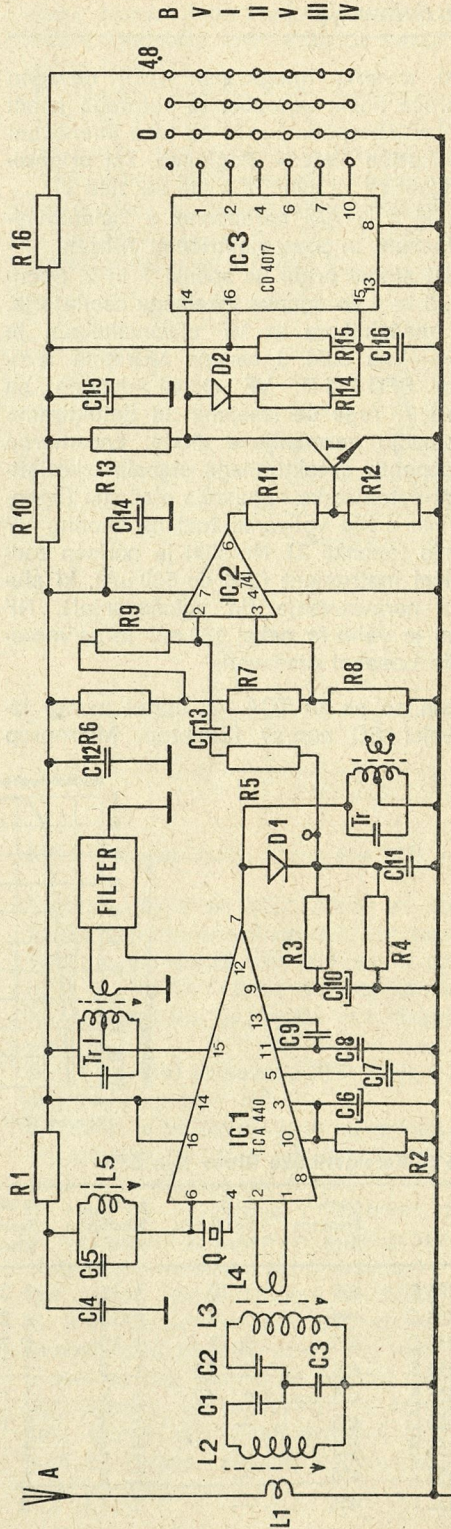 A
L1
L2
L3
L4
C1
C2
C3
C4
C5
L5
R1
Q
6
4
2
1
8
16
14
15
10
3
5
11
13
9
12
7
IC1
TCA 440
R2
C6
C7
C8
C9
C10
Tr I
FILTER
R3
R4
D1
C11
Tr
R5
C12
R6
C13
R7
R8
R9
2
3
7
4
6
IC2
741
R10
C14
R11
R12
R13
T
C15
D2
R14
R15
C16
14
16
15
13
8
IC3
CD 4017
1
2
4
6
7
10
R16
0
4,8
B
V
I
II
V
III
IV